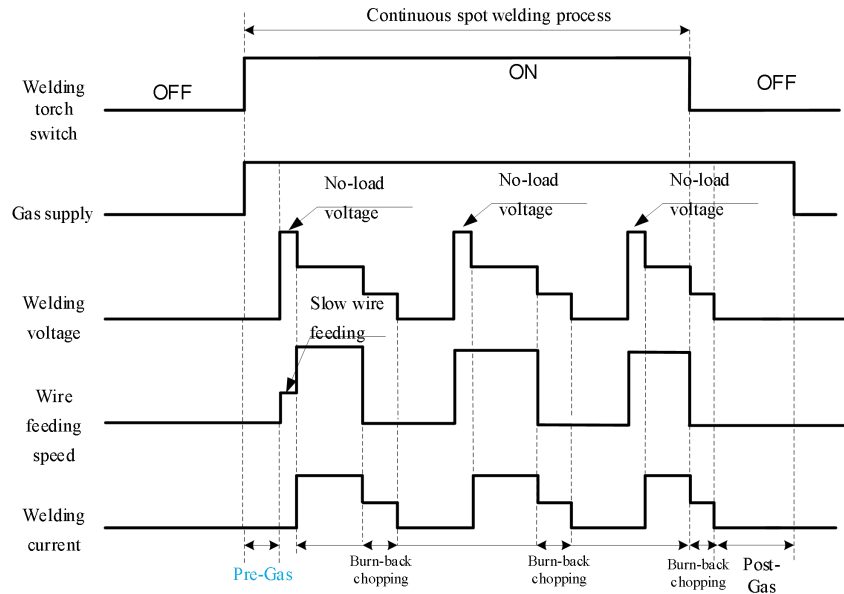 Continuous spot welding process
OFF
ON
OFF
Welding
torch
switch
No-load
voltage
No-load
voltage
No-load
voltage
Gas supply
Welding
voltage
Slow wire
feeding
Wire
feeding
speed
Welding
current
Pre-Gas
Burn-back
chopping
Burn-back
chopping
Burn-back
chopping
Post-
Gas